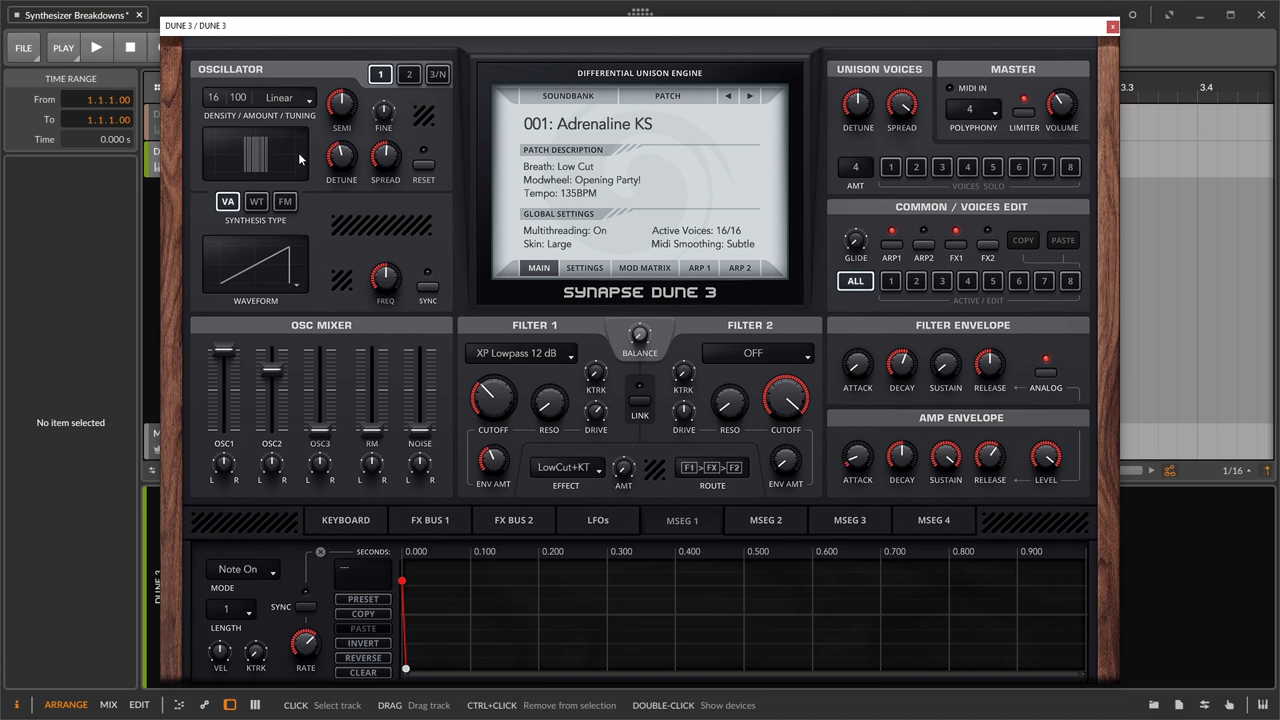 Synthesizer Breakdowns*
DUNE 3 / DUNE 3
FILE
PLAY
TIME RANGE
From 1.1.1.00
To 1.1.1.00
Time 0.000 s
No item selected
3.3
3.4
1/16
OSCILLATOR
1 2 3/N
16 100 Linear
DENSITY / AMOUNT / TUNING
SEMI FINE
DETUNE SPREAD RESET
VA WT FM
SYNTHESIS TYPE
WAVEFORM
FREQ SYNC
DIFFERENTIAL UNISON ENGINE
SOUNDBANK PATCH
001: Adrenaline KS
PATCH DESCRIPTION
Breath: Low Cut
Modwheel: Opening Party!
Tempo: 135BPM
GLOBAL SETTINGS
Multithreading: On Active Voices: 16/16
Skin: Large Midi Smoothing: Subtle
MAIN SETTINGS MOD MATRIX ARP 1 ARP 2
SYNAPSE DUNE 3
UNISON VOICES
DETUNE SPREAD
MASTER
MIDI IN
4
POLYPHONY LIMITER VOLUME
4 1 2 3 4 5 6 7 8
AMT VOICES SOLO
COMMON / VOICES EDIT
GLIDE ARP1 ARP2 FX1 FX2
COPY PASTE
ALL 1 2 3 4 5 6 7 8
ACTIVE / EDIT
OSC MIXER
OSC1 OSC2 OSC3 RM NOISE
L R L R L R L R L R
FILTER 1
FILTER 2
BALANCE
XP Lowpass 12 dB
OFF
KTRK KTRK
LINK
CUTOFF RESO DRIVE DRIVE RESO CUTOFF
LowCut+KT
F1>FX>F2
ENV AMT EFFECT AMT ROUTE ENV AMT
FILTER ENVELOPE
ATTACK DECAY SUSTAIN RELEASE ANALOG
AMP ENVELOPE
ATTACK DECAY SUSTAIN RELEASE LEVEL
KEYBOARD FX BUS 1 FX BUS 2 LFOs MSEG 1 MSEG 2 MSEG 3 MSEG 4
SECONDS: 0.000 0.100 0.200 0.300 0.400 0.500 0.600 0.700 0.800 0.900
Note On
MODE
---
1
LENGTH
SYNC
VEL KTRK RATE
PRESET
COPY
PASTE
INVERT
REVERSE
CLEAR
DUNE 3
ARRANGE MIX EDIT CLICK Select track DRAG Drag track CTRL+CLICK Remove from selection DOUBLE-CLICK Show devices